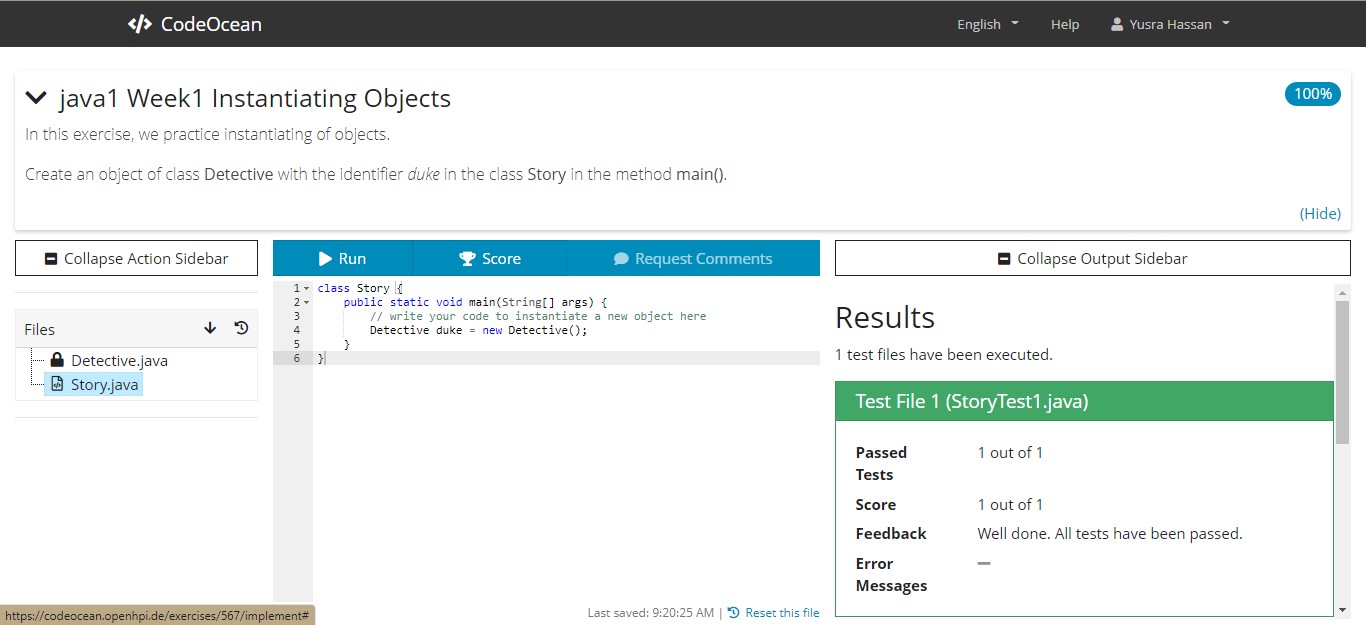 CodeOcean
English
Help
Yusra Hassan
java1 Week1 Instantiating Objects
100%
In this exercise, we practice instantiating of objects.
Create an object of class Detective with the identifier duke in the class Story in the method main().
(Hide)
Collapse Action Sidebar
Run
Score
Request Comments
Collapse Output Sidebar
Files
Detective.java
Story.java
1 class Story {
2 public static void main(String[] args) {
3 // write your code to instantiate a new object here
4 Detective duke = new Detective();
5 }
6 }
Last saved: 9:20:25 AM | Reset this file
Results
1 test files have been executed.
Test File 1 (StoryTest1.java)
Passed Tests 1 out of 1
Score 1 out of 1
Feedback Well done. All tests have been passed.
Error Messages —
https://codeocean.openhpi.de/exercises/567/implement#